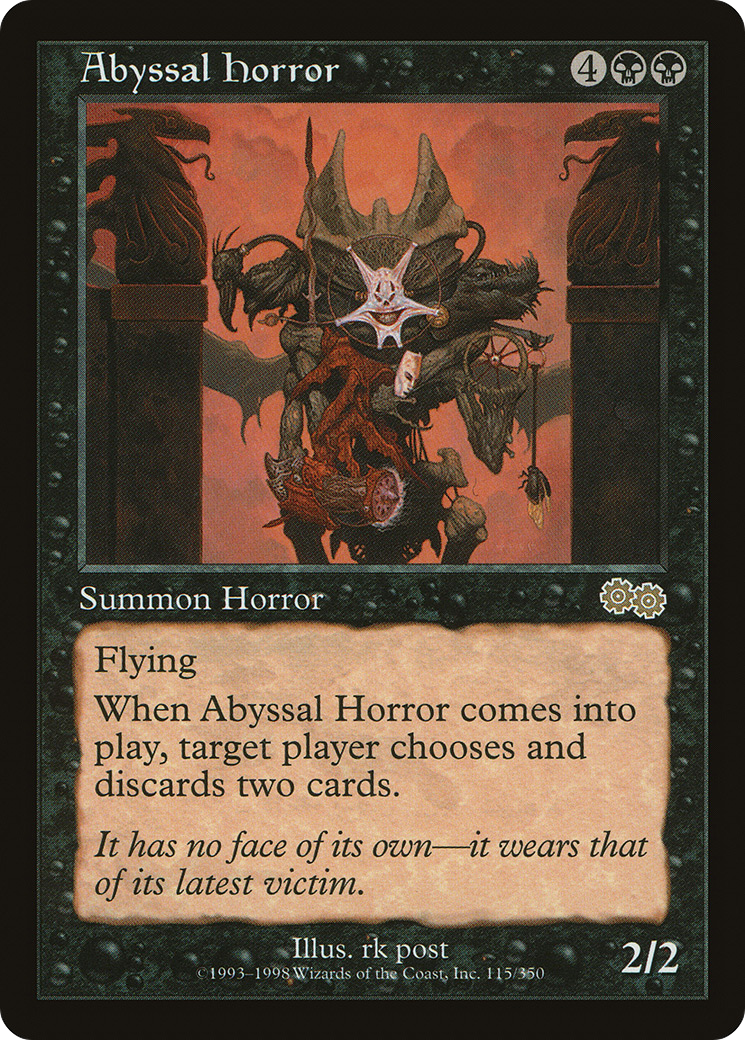 Abyssal Horror 4
Summon Horror
Flying
When Abyssal Horror comes into
play, target player chooses and
discards two cards.
It has no face of its own—it wears that
of its latest victim.
Illus. rk post
©1993–1998 Wizards of the Coast, Inc. 115/350
2/2